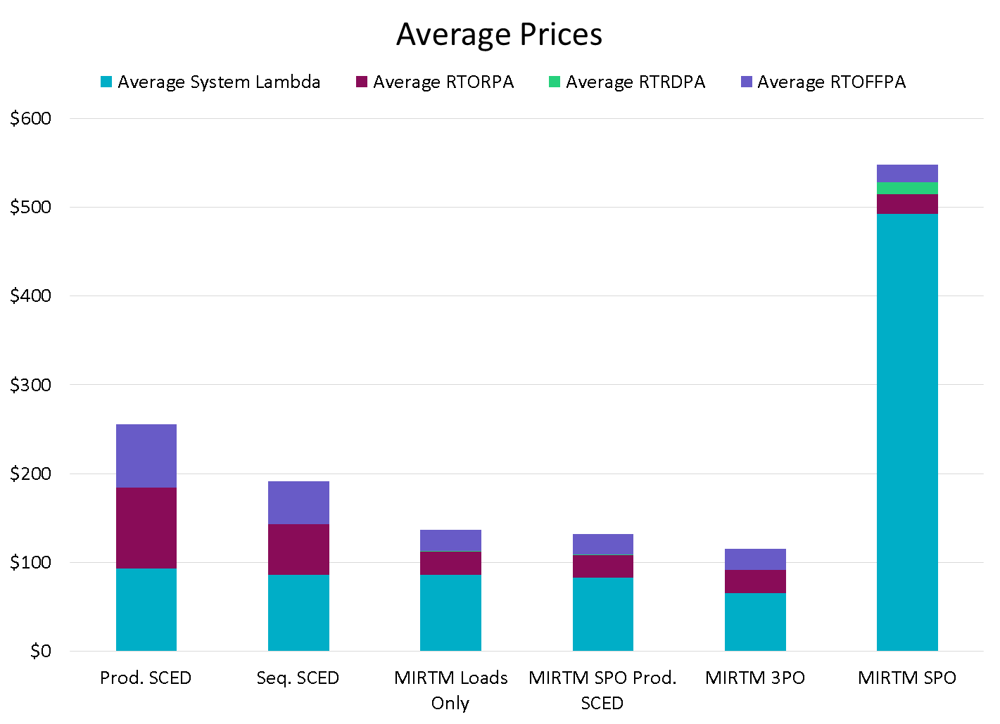 Average Prices
Average System Lambda Average RTORPA Average RTRDPA Average RTOFFPA
$600
$500
$400
$300
$200
$100
$0
Prod. SCED Seq. SCED MIRTM Loads MIRTM SPO Prod. MIRTM 3PO MIRTM SPO
Only SCED